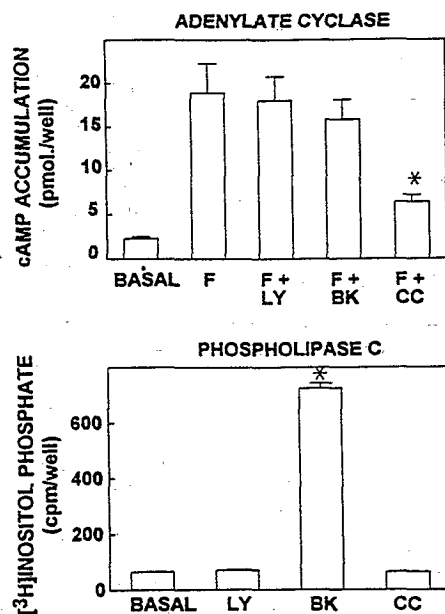 ADENYLATE CYCLASE
cAMP ACCUMULATION
(pmol./well)
20
15
10
5
0
BASAL F F + F + F +
LY BK CC
*
PHOSPHOLIPASE C
[³H]INOSITOL PHOSPHATE
(cpm/well)
600
400
200
0
BASAL LY BK CC
*